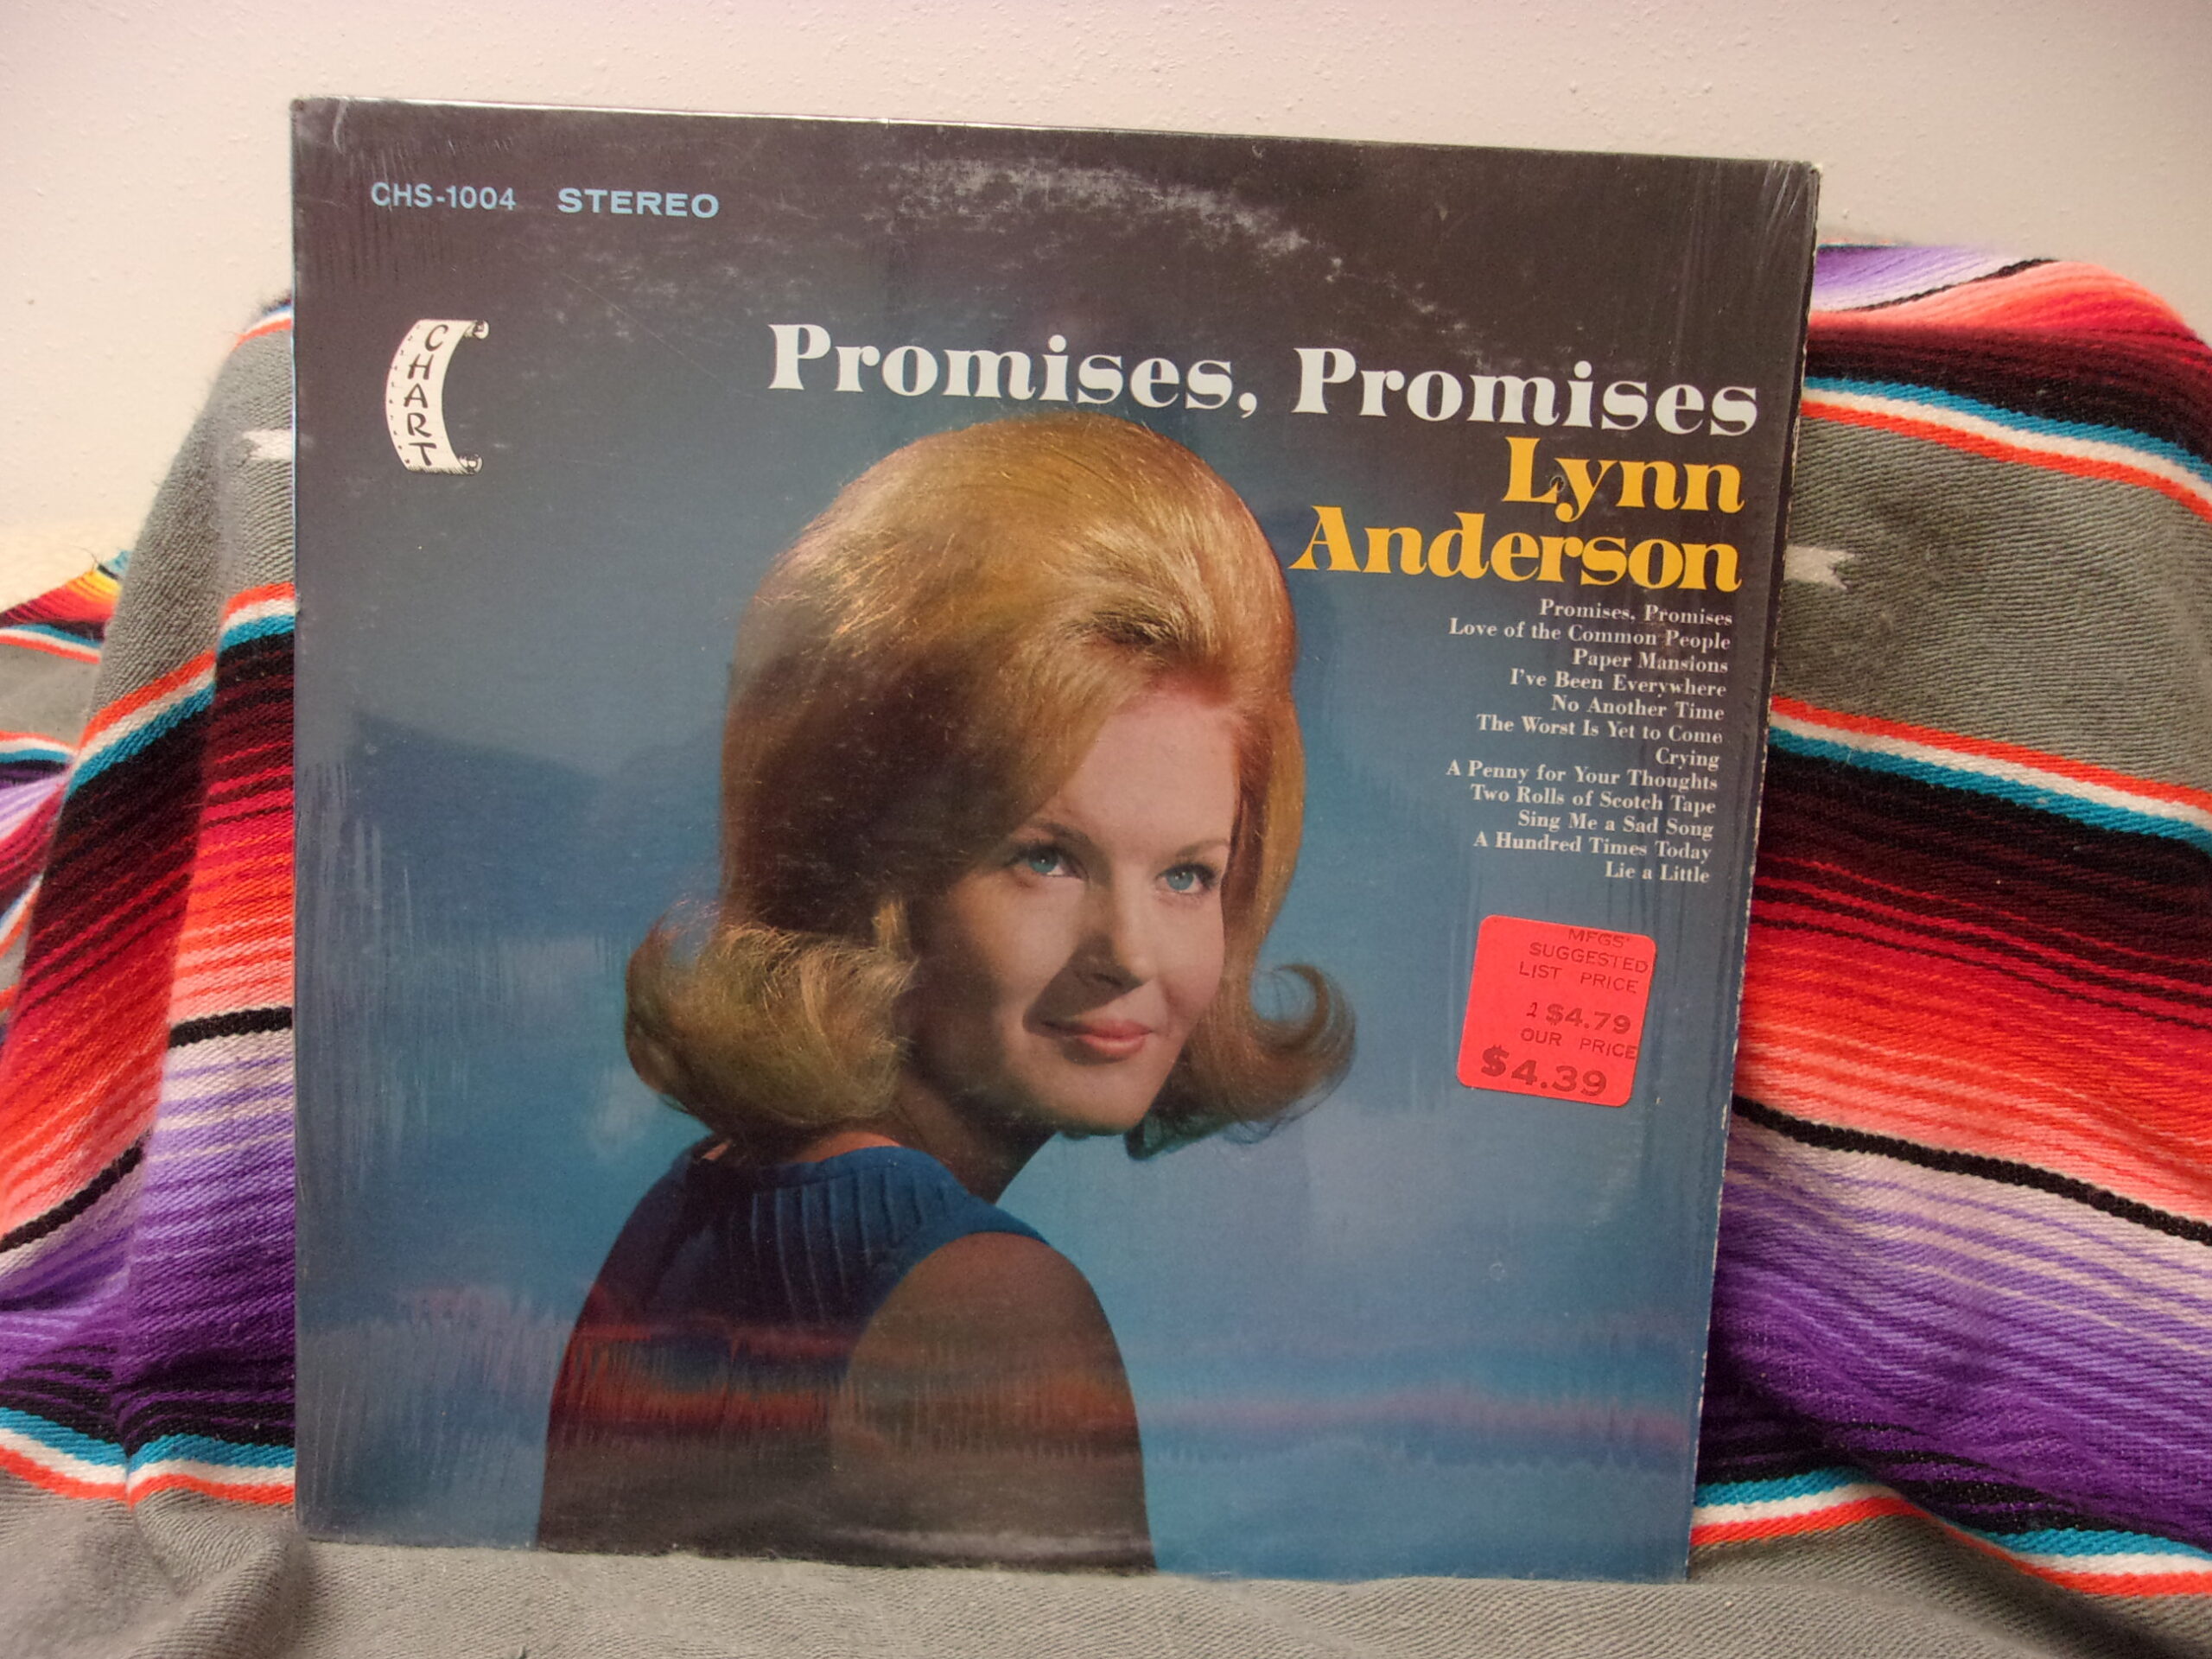 CHS-1004 STEREO
CHART
Promises, Promises
Lynn
Anderson
Promises, Promises
Love of the Common People
Paper Mansions
I've Been Everywhere
No Another Time
The Worst Is Yet to Come
Crying
A Penny for Your Thoughts
Two Rolls of Scotch Tape
Sing Me a Sad Song
A Hundred Times Today
Lie a Little
MFGS'
SUGGESTED
LIST PRICE
1 $4.79
OUR PRICE
$4.39